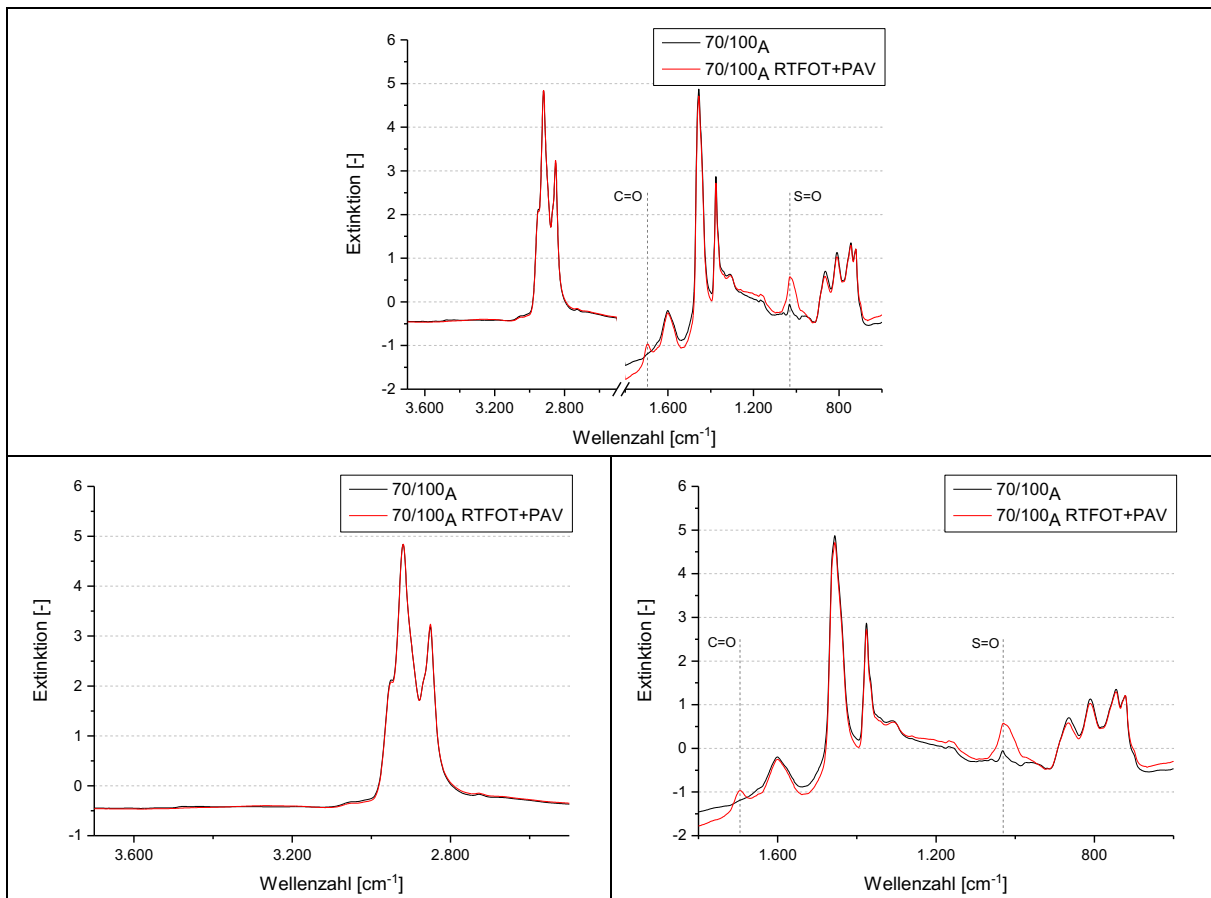 70/100A
70/100A RTFOT+PAV
6
5
4
3
2
1
0
-1
-2
Extinktion [-]
C=O
S=O
3.600 3.200 2.800 1.600 1.200 800
Wellenzahl [cm-1]
70/100A
70/100A RTFOT+PAV
6
5
4
3
2
1
0
-1
Extinktion [-]
3.600 3.200 2.800
Wellenzahl [cm-1]
70/100A
70/100A RTFOT+PAV
6
5
4
3
2
1
0
-1
-2
Extinktion [-]
C=O
S=O
1.600 1.200 800
Wellenzahl [cm-1]